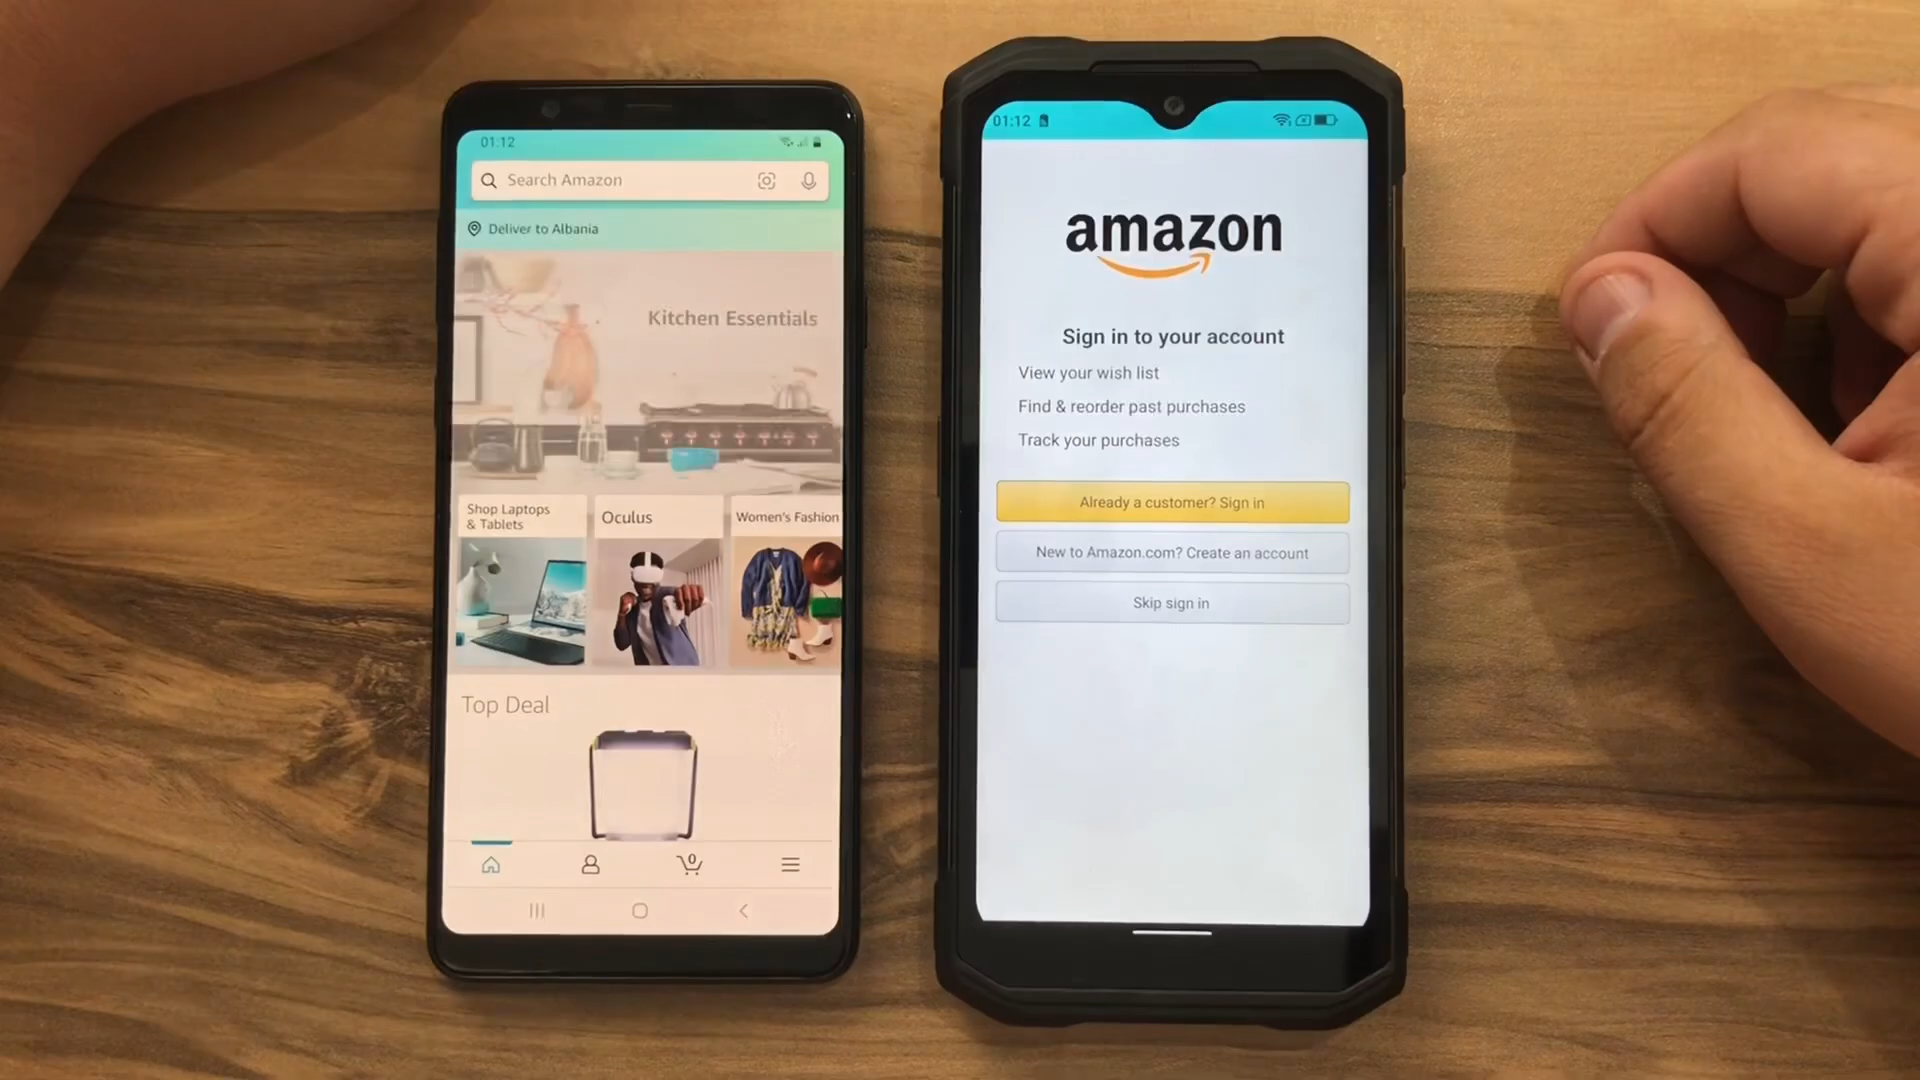 01:12
Search Amazon
Deliver to Albania
Kitchen Essentials
Shop Laptops
& Tablets
Oculus
Women's Fashion
Top Deal
0
01:12
amazon
Sign in to your account
View your wish list
Find & reorder past purchases
Track your purchases
Already a customer? Sign in
New to Amazon.com? Create an account
Skip sign in